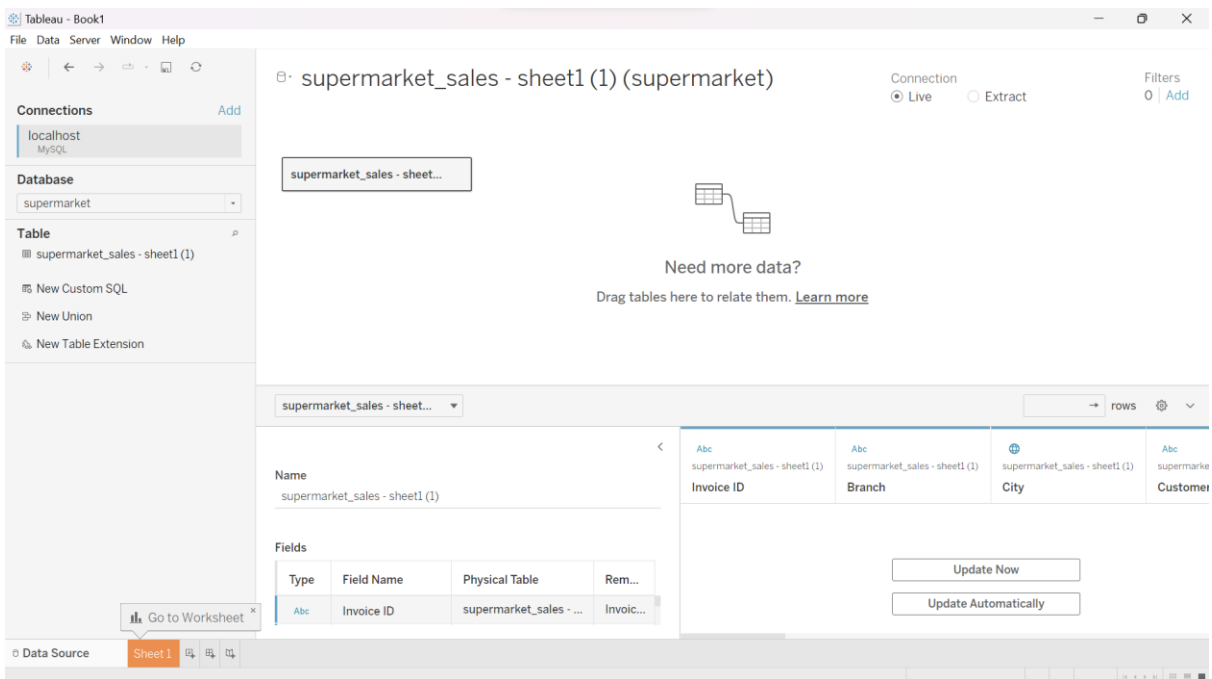 Tableau - Book1
File Data Server Window Help
Connections Add
localhost
MySQL
Database
supermarket
Table
supermarket_sales - sheet1 (1)
New Custom SQL
New Union
New Table Extension
supermarket_sales - sheet1 (1) (supermarket)
Connection
Live Extract
Filters
0 Add
supermarket_sales - sheet...
Need more data?
Drag tables here to relate them. Learn more
supermarket_sales - sheet...
rows
Name
supermarket_sales - sheet1 (1)
Fields
Type Field Name Physical Table Rem...
Abc Invoice ID supermarket_sales - ... Invoic...
Abc Abc Abc
supermarket_sales - sheet1 (1) supermarket_sales - sheet1 (1) supermarket_sales - sheet1 (1) supermarke
Invoice ID Branch City Customer
Update Now
Update Automatically
Go to Worksheet
Data Source Sheet 1